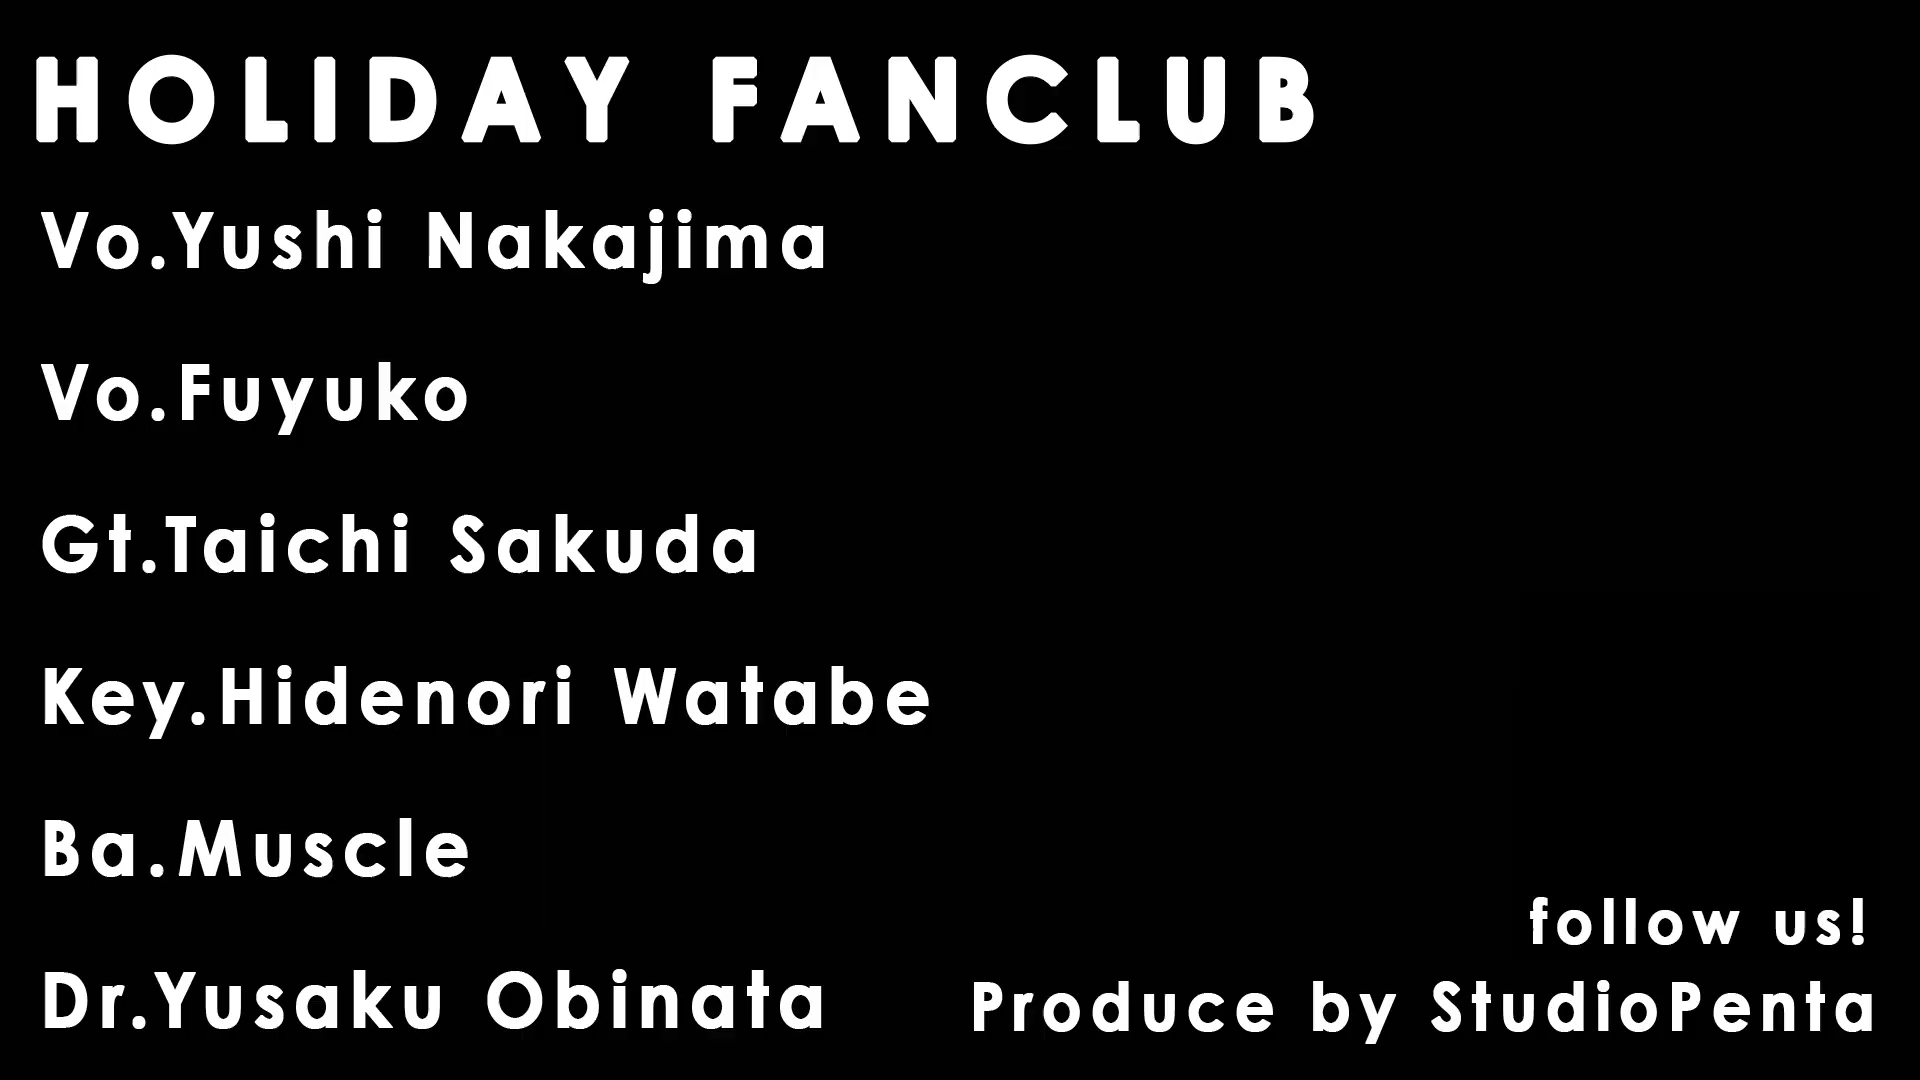 HOLIDAY FANCLUB
Vo.Yushi Nakajima
Vo.Fuyuko
Gt.Taichi Sakuda
Key.Hidenori Watabe
Ba.Muscle
Dr.Yusaku Obinata
follow us!
Produce by StudioPenta